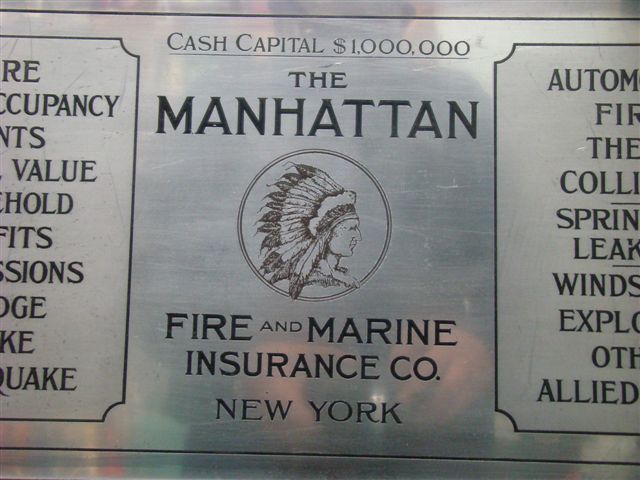 CASH CAPITAL $1,000,000
THE
MANHATTAN
FIRE AND MARINE
INSURANCE CO.
NEW YORK
RE
CCUPANCY
NTS
VALUE
EHOLD
FITS
SSIONS
DGE
KE
QUAKE
AUTOMO
FIR
THE
COLLI
SPRIN
LEAK
WINDS
EXPLO
OTH
ALLIED